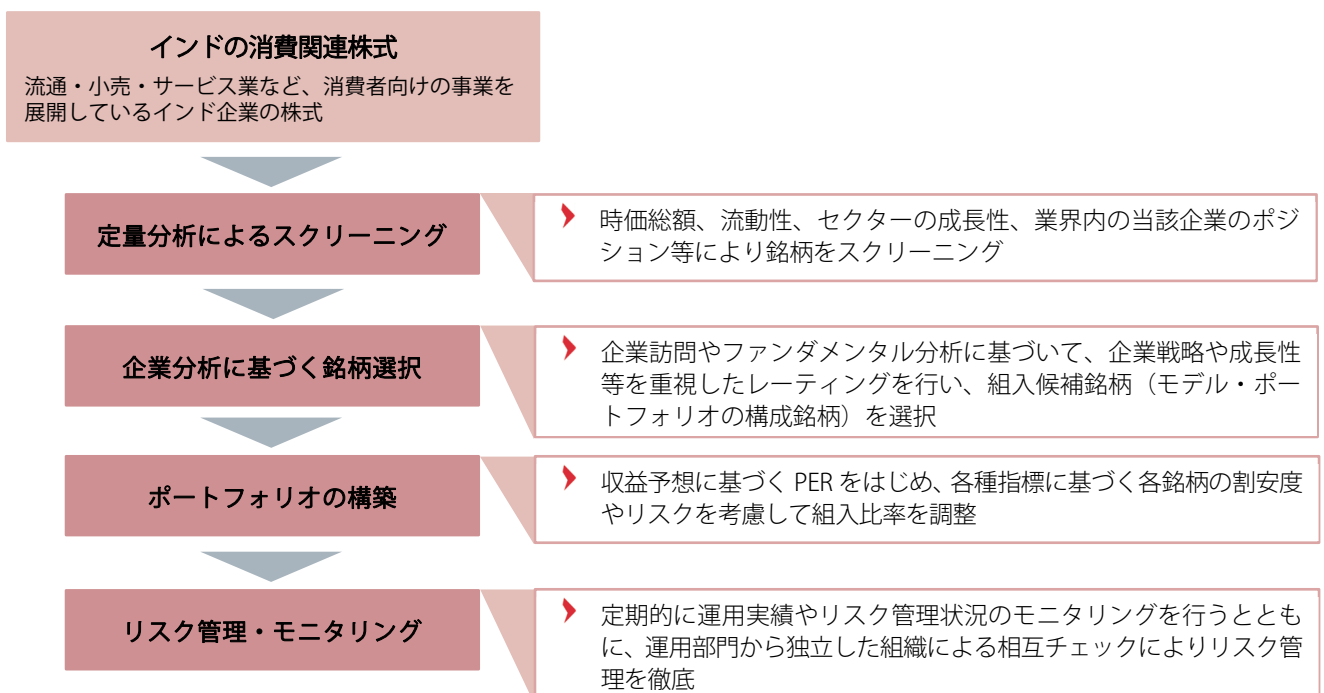 インドの消費関連株式
流通・小売・サービス業など、消費者向けの事業を
展開しているインド企業の株式
定量分析によるスクリーニング
時価総額、流動性、セクターの成長性、業界内の当該企業のポジ
ションニ等により銘柄をスクリーニング
企業分析に基づく銘柄選択
企業訪問やファンダメンタル分析に基づいて、企業戦略や成長性
等を重視したレーティングを行い、組入候補銘柄（モデル・ポー
トフォリオの構成銘柄）を選択
ポートフォリオの構築
収益予想に基づく PER をはじめ、各種指標に基づく各銘柄の割安度
やリスクを考慮して組入比率を調整
リスク管理・モニタリング
定期的に運用実績やリスク管理状況のモニタリングを行うととも
に、運用部門から独立した組織による相互チェックによりリスク管
理を徹底